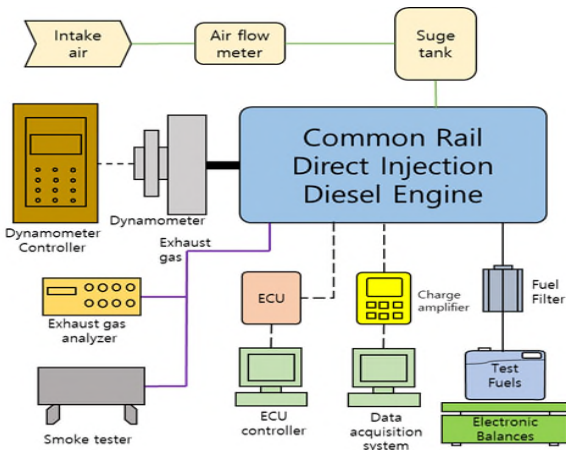 Intake
air
Air flow
meter
Suge
tank
Common Rail
Direct Injection
Diesel Engine
Dynamometer
Dynamometer
Controller
Exhaust
gas
Exhaust gas
analyzer
Smoke tester
ECU
ECU
controller
Charge
amplifier
Data
acquisition
system
Fuel
Filter
Test
Fuels
Electronic
Balances